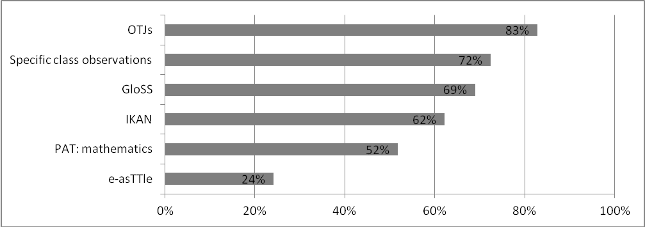 OTJs 83%
Specific class observations 72%
GloSS 69%
IKAN 62%
PAT: mathematics 52%
e-asTTle 24%
0% 20% 40% 60% 80% 100%